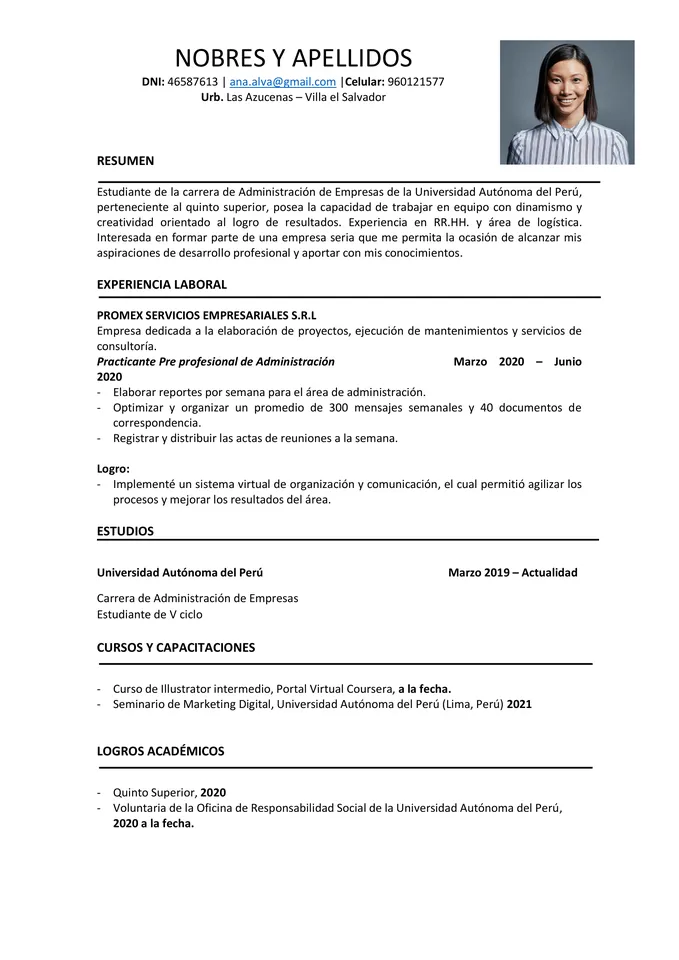 NOBRES Y APELLIDOS
DNI: 46587613 | ana.alva@gmail.com |Celular: 960121577
Urb. Las Azucenas – Villa el Salvador
RESUMEN
Estudiante de la carrera de Administración de Empresas de la Universidad Autónoma del Perú,
perteneciente al quinto superior, posea la capacidad de trabajar en equipo con dinamismo y
creatividad orientado al logro de resultados. Experiencia en RR.HH. y área de logística.
Interesada en formar parte de una empresa seria que me permita la ocasión de alcanzar mis
aspiraciones de desarrollo profesional y aportar con mis conocimientos.
EXPERIENCIA LABORAL
PROMEX SERVICIOS EMPRESARIALES S.R.L
Empresa dedicada a la elaboración de proyectos, ejecución de mantenimientos y servicios de
consultoría.
Practicante Pre profesional de Administración Marzo 2020 – Junio
2020
- Elaborar reportes por semana para el área de administración.
- Optimizar y organizar un promedio de 300 mensajes semanales y 40 documentos de
correspondencia.
- Registrar y distribuir las actas de reuniones a la semana.
Logro:
- Implementé un sistema virtual de organización y comunicación, el cual permitió agilizar los
procesos y mejorar los resultados del área.
ESTUDIOS
Universidad Autónoma del Perú Marzo 2019 – Actualidad
Carrera de Administración de Empresas
Estudiante de V ciclo
CURSOS Y CAPACITACIONES
- Curso de Illustrator intermedio, Portal Virtual Coursera, a la fecha.
- Seminario de Marketing Digital, Universidad Autónoma del Perú (Lima, Perú) 2021
LOGROS ACADÉMICOS
- Quinto Superior, 2020
- Voluntaria de la Oficina de Responsabilidad Social de la Universidad Autónoma del Perú,
2020 a la fecha.